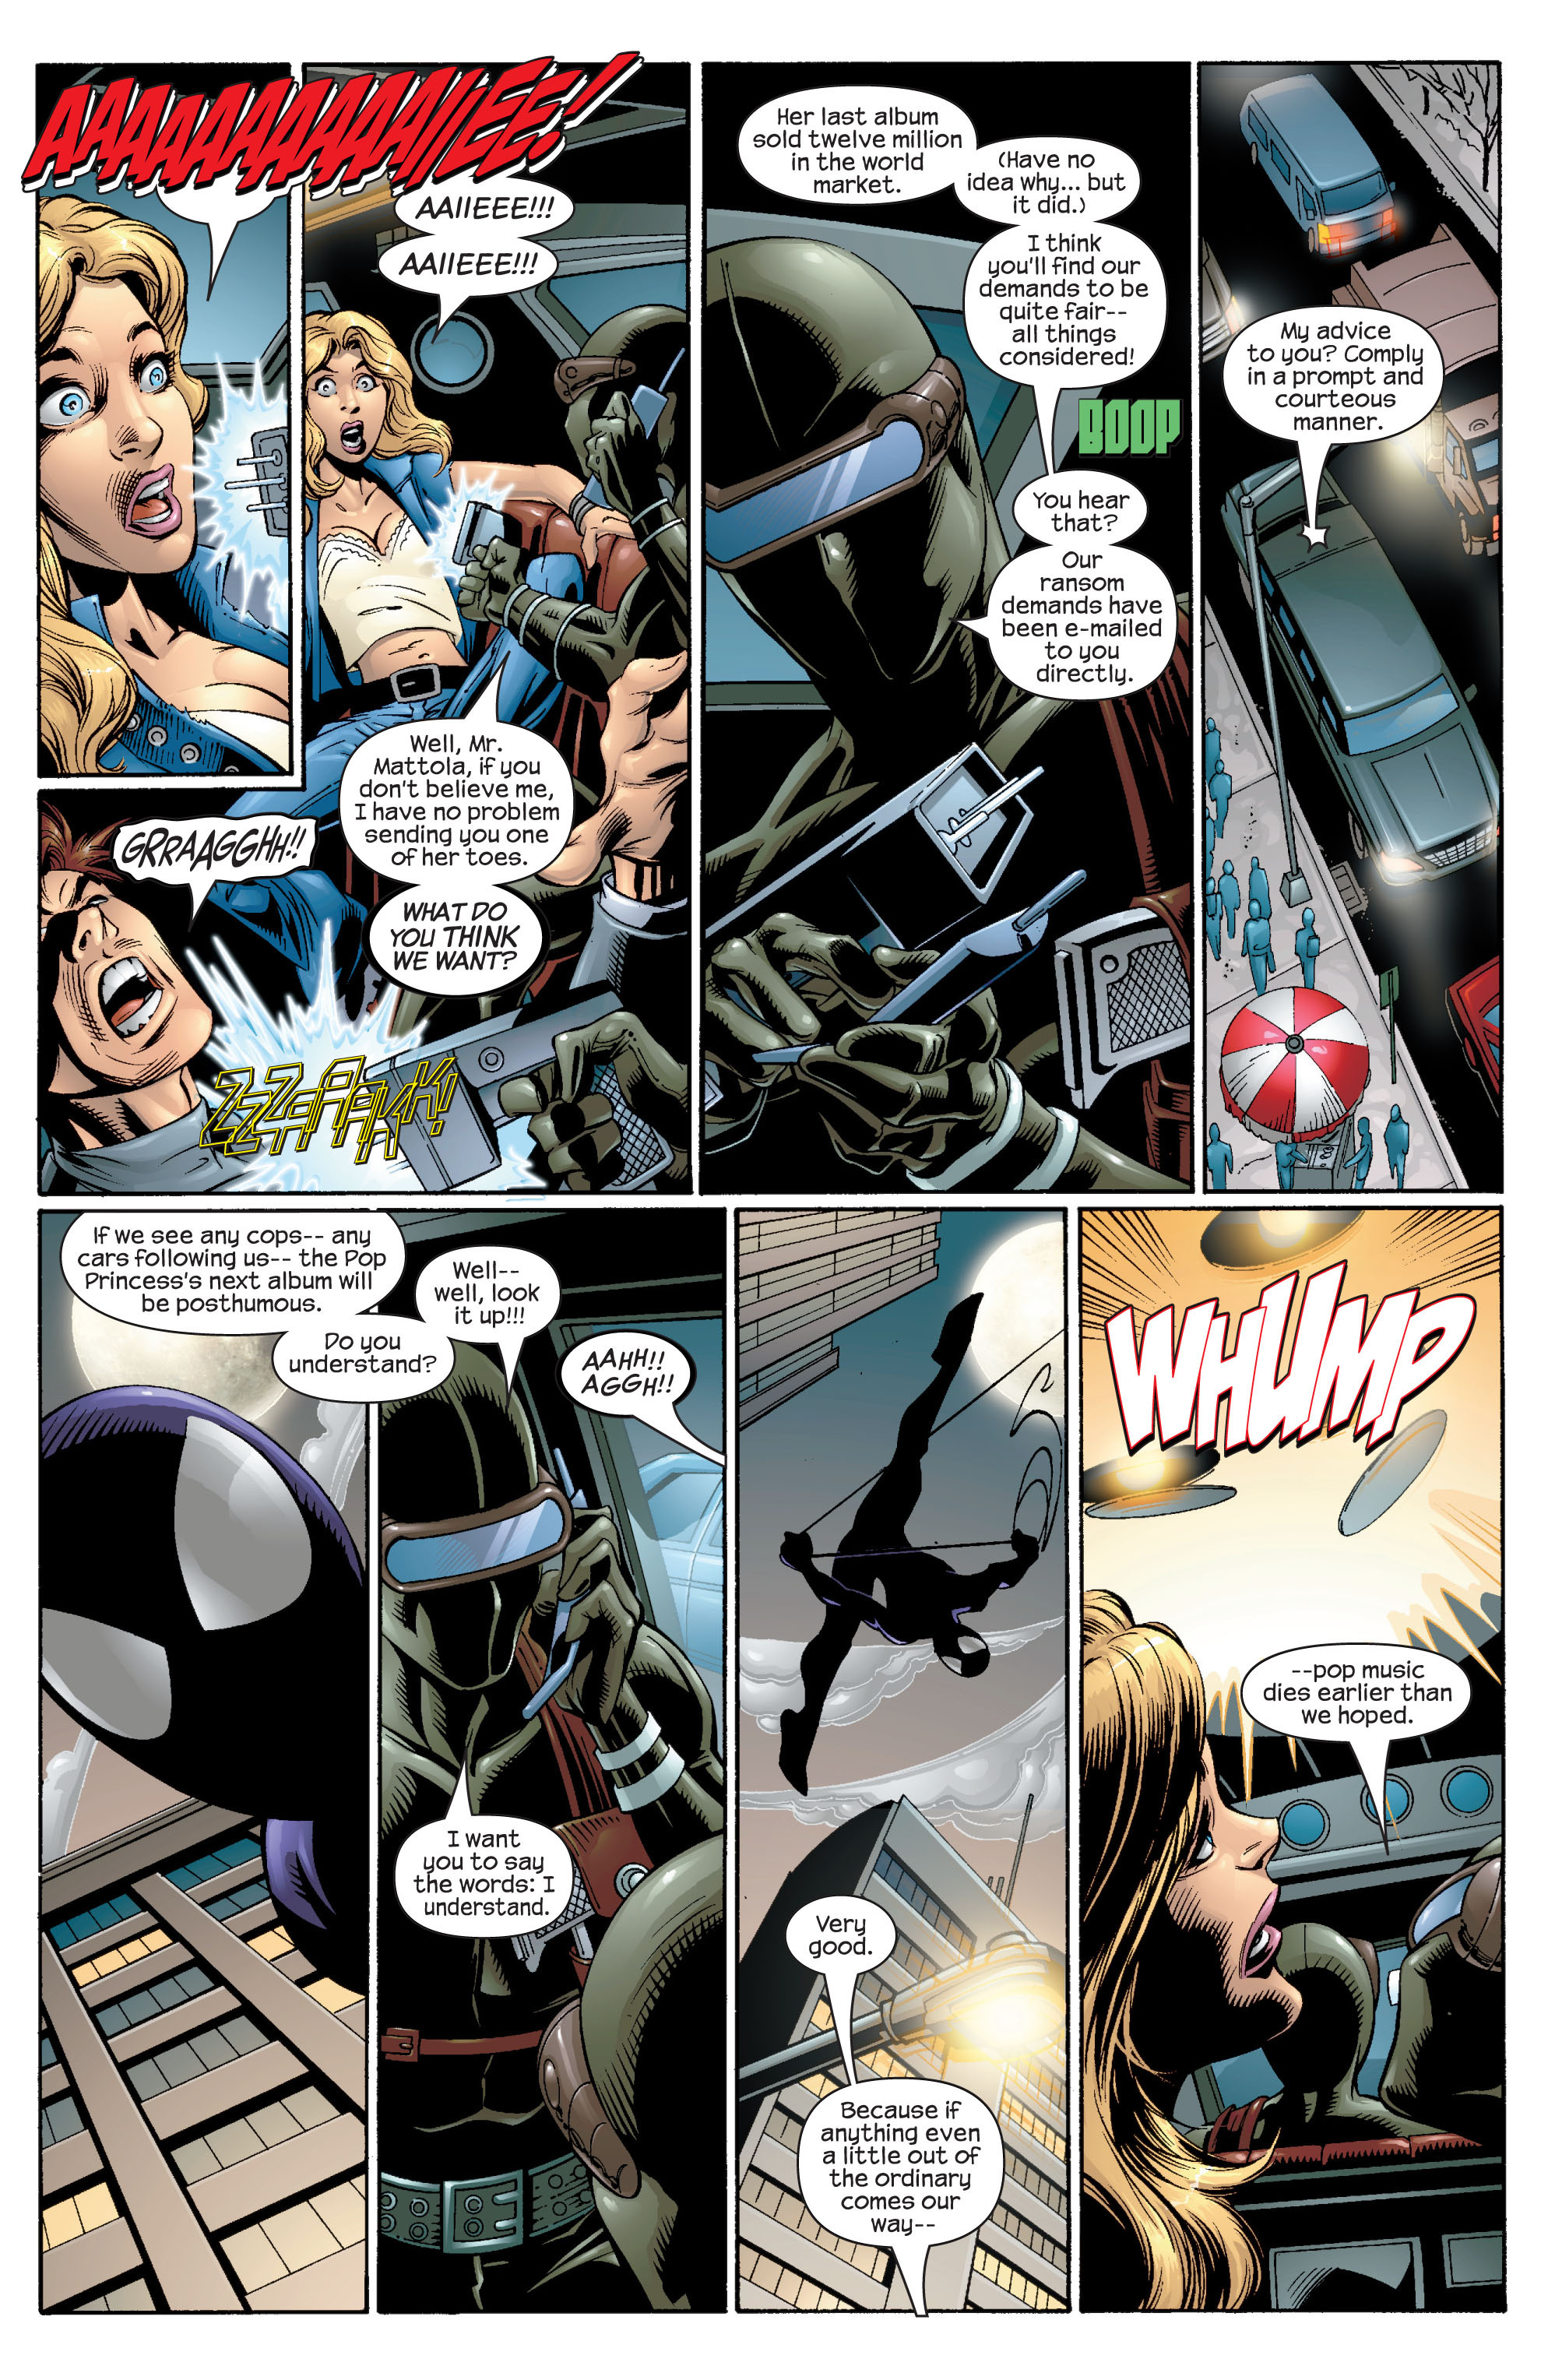 AAAAAAAAAAAAIIEE!
AAIIEEE!!!
AAIIEEE!!!
Well, Mr.
Mattola, if you
don't believe me,
I have no problem
sending you one
of her toes.
GRRAAGGHH!!
WHAT DO
YOU THINK
WE WANT?
Her last album
sold twelve million
in the world
market.
(Have no
idea why... but
it did.)
I think
you'll find our
demands to be
quite fair--
all things
considered!
BOOP
You hear
that?
Our
ransom
demands have
been e-mailed
to you
directly.
My advice
to you? Comply
in a prompt and
courteous
manner.
If we see any cops-- any
cars following us-- the Pop
Princess's next album will
be posthumous.
Do you
understand?
Well--
well, look
it up!!!
AAHH!!
AGGH!!
I want
you to say
the words: I
understand.
Very
good.
Because if
anything even
a little out of
the ordinary
comes our
way--
WHUMP
--pop music
dies earlier than
we hoped.